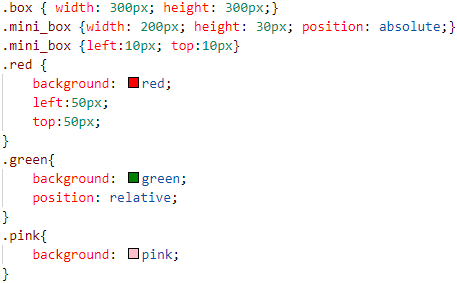 .box { width: 300px; height: 300px;}
.mini_box {width: 200px; height: 30px; position: absolute;}
.mini_box {left:10px; top:10px}
.red {
    background: red;
    left:50px;
    top:50px;
}
.green{
    background: green;
    position: relative;
}
.pink{
    background: pink;
}